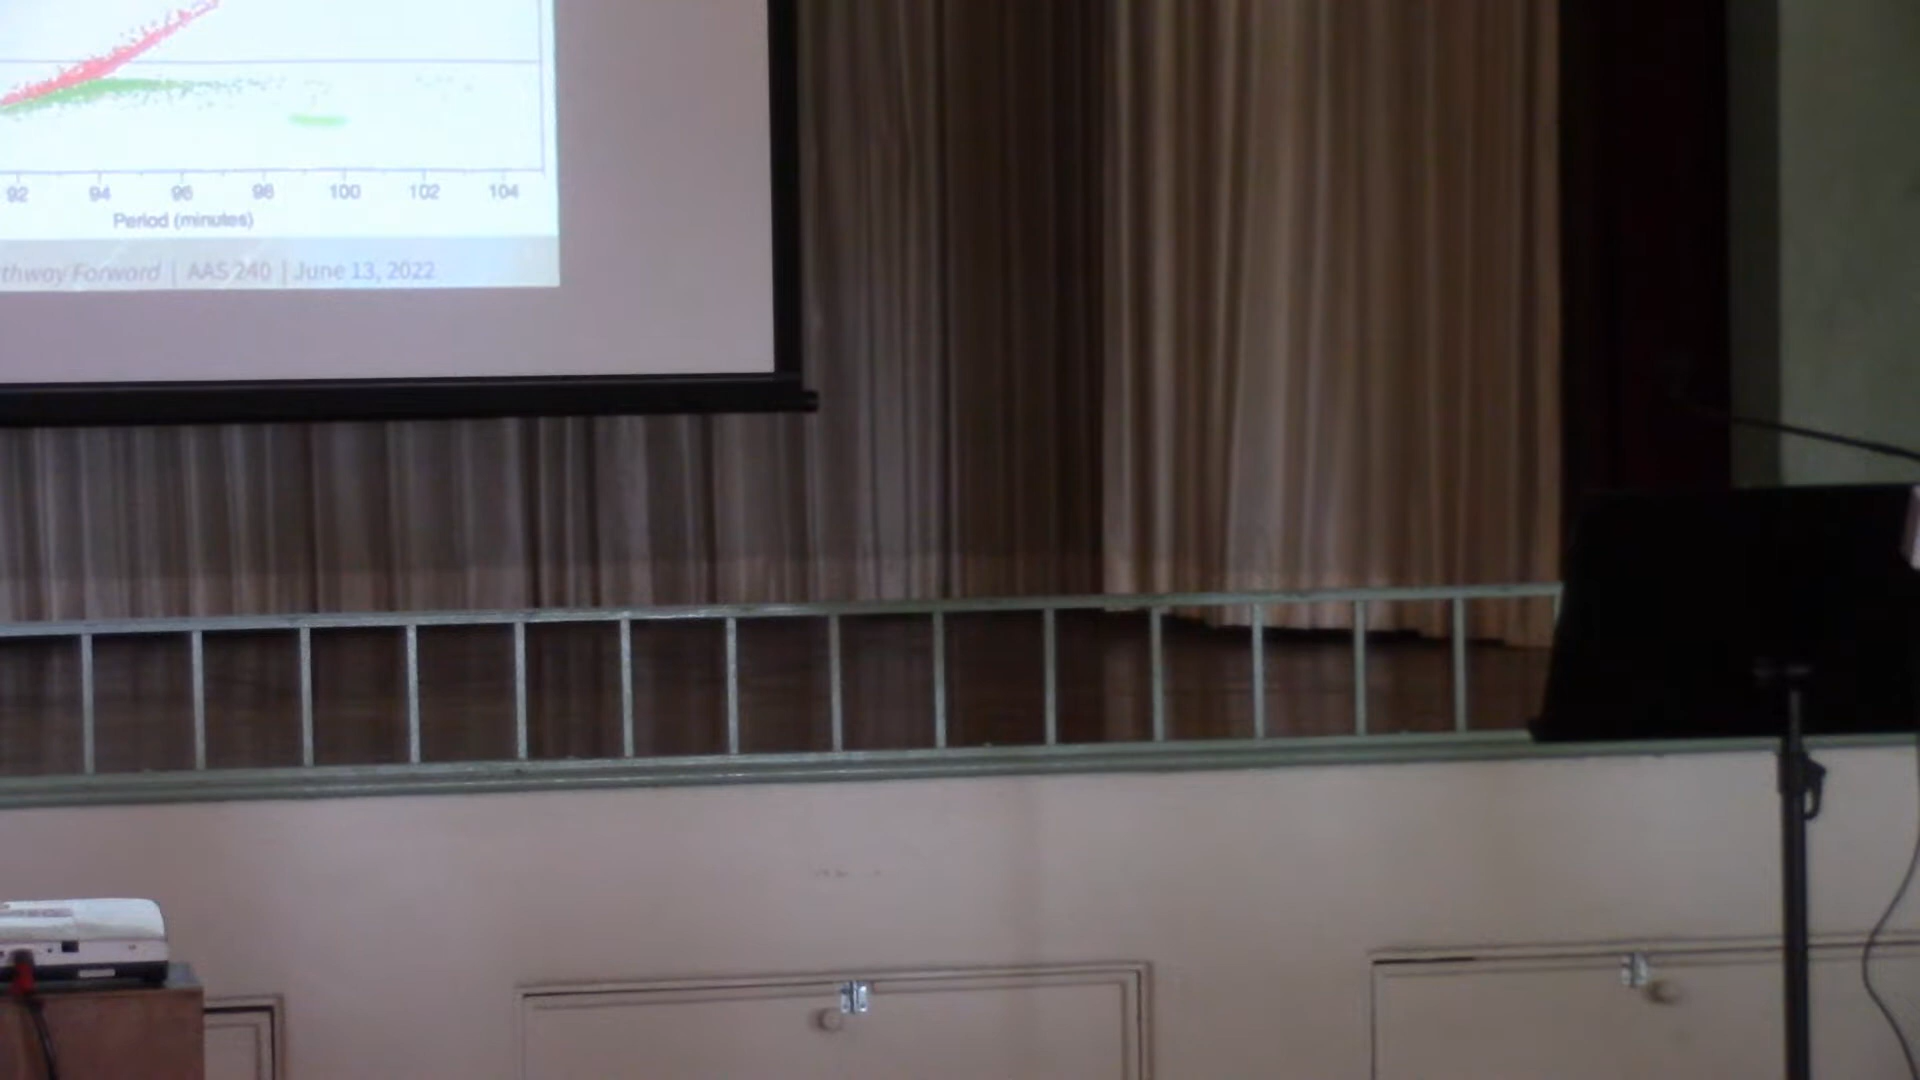 92 94 96 98 100 102 104
Period (minutes)
thway Forward | AAS 240 | June 13, 2022